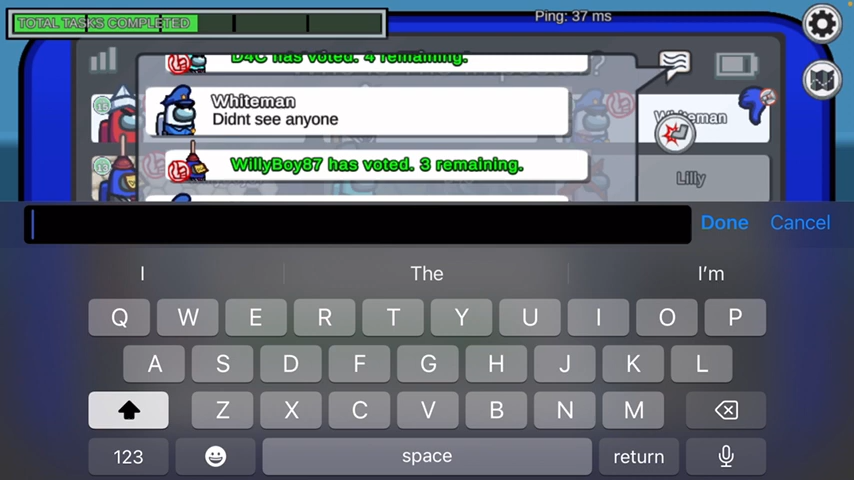 TOTAL TASKS COMPLETED
Ping: 37 ms
D4C has voted. 4 remaining.
?
Whiteman
Didnt see anyone
WillyBoy87 has voted. 3 remaining.
Whiteman
Lilly
Done
Cancel
I
The
I'm
Q W E R T Y U I O P
A S D F G H J K L
Z X C V B N M
123
space
return